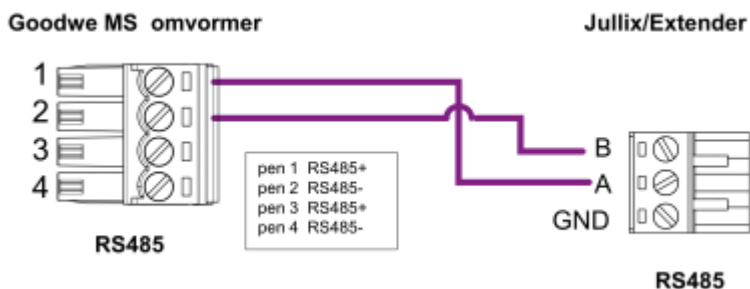 Goodwe MS omvormer
Jullix/Extender
1
2
3
4
pen 1 RS485+
pen 2 RS485-
pen 3 RS485+
pen 4 RS485-
RS485
B
A
GND
RS485